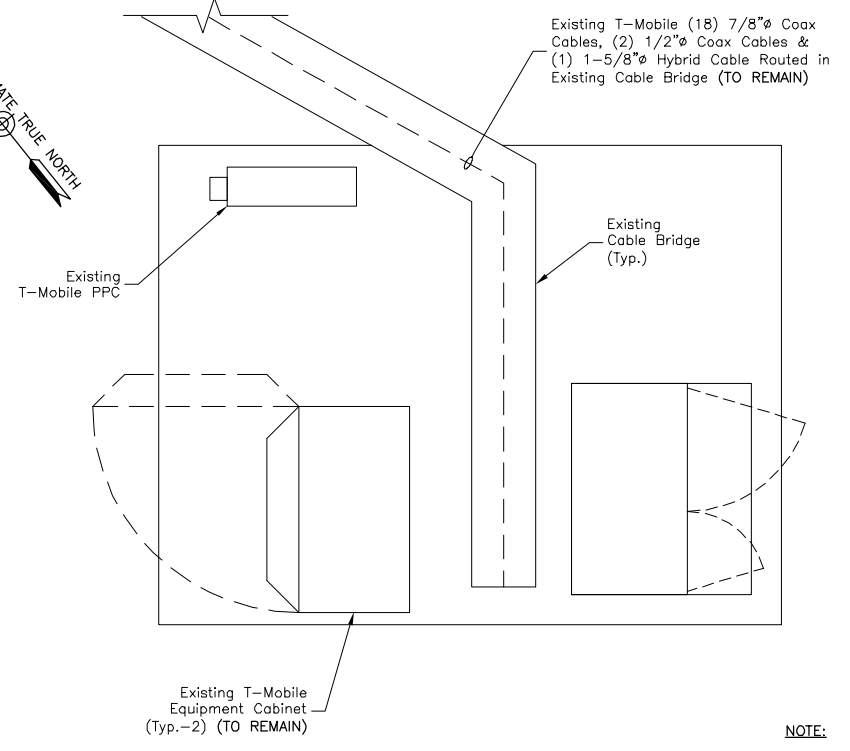 Existing T-Mobile (18) 7/8"ø Coax
Cables, (2) 1/2"ø Coax Cables &
(1) 1-5/8"ø Hybrid Cable Routed in
Existing Cable Bridge (TO REMAIN)
TRUE NORTH
Existing
Cable Bridge
(Typ.)
Existing
T-Mobile PPC
Existing T-Mobile
Equipment Cabinet
(Typ.-2) (TO REMAIN)
NOTE: